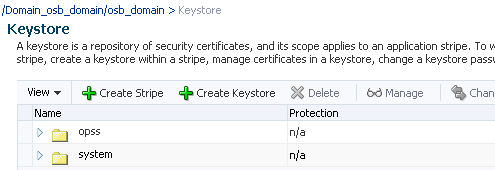 /Domain_osb_domain/osb_domain > Keystore
Keystore
A keystore is a repository of security certificates, and its scope applies to an application stripe. To
stripe, create a keystore within a stripe, manage certificates in a keystore, change a keystore
View Create Stripe Create Keystore Delete Manage
Name Protection
opss n/a
system n/a